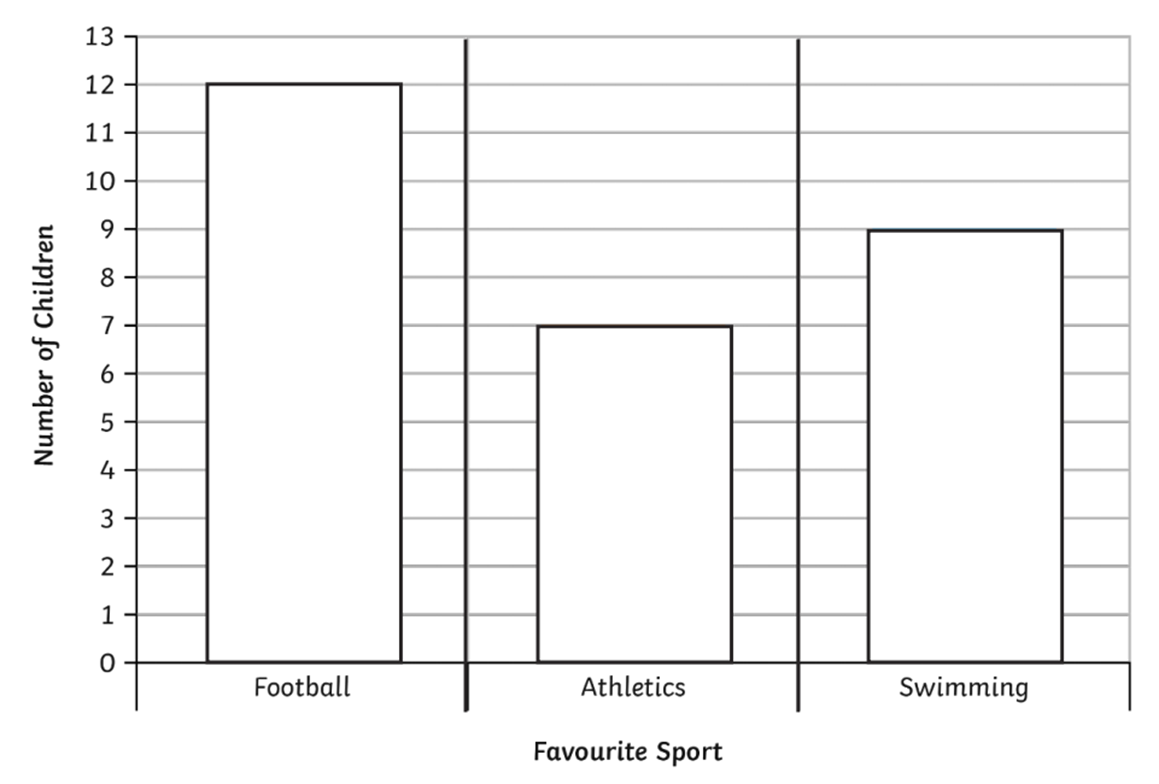 13
12
11
10
9
8
7
6
5
4
3
2
1
0
Number of Children
Football
Athletics
Swimming
Favourite Sport